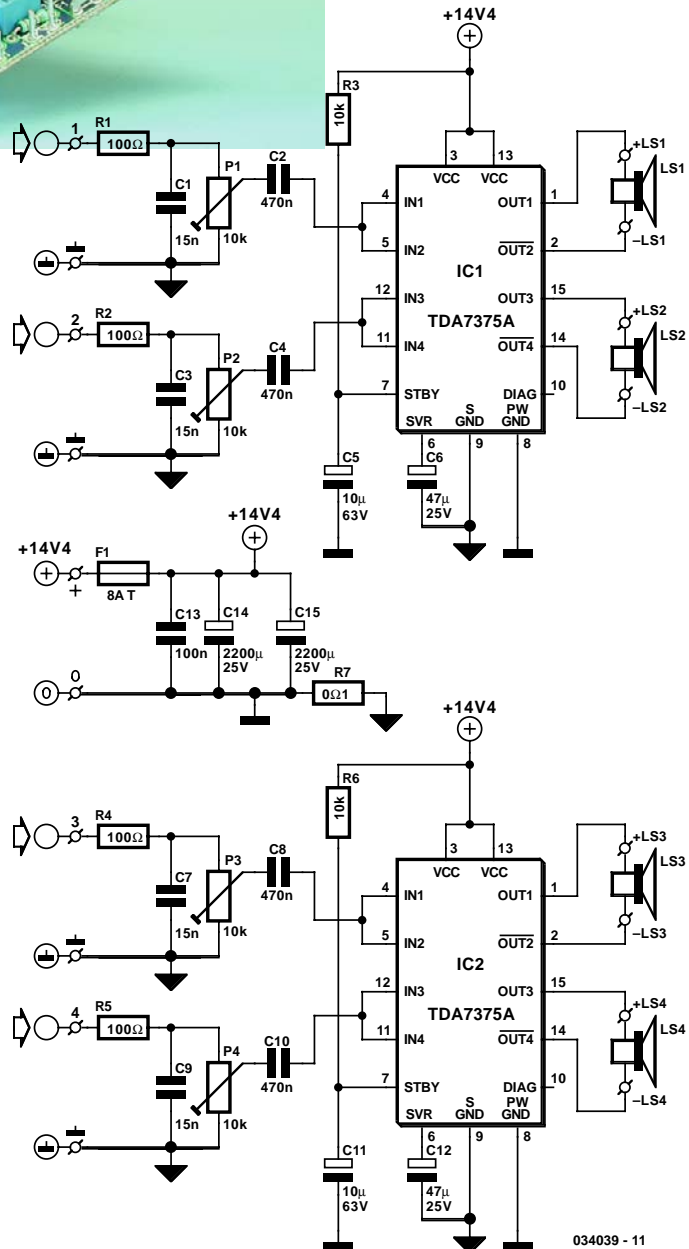 +14V4
R3
10k
1
R1
100Ω
P1
C2
470n
C1
15n
10k
3
VCC
13
VCC
4
IN1
OUT1
1
+LS1
LS1
5
IN2
OUT2
2
–LS1
IC1
12
IN3
OUT3
15
+LS2
LS2
TDA7375A
11
IN4
OUT4
14
–LS2
2
R2
100Ω
P2
C4
470n
C3
15n
10k
7
STBY
DIAG
10
SVR
S
GND
PW
GND
6
9
8
C5
10µ
63V
C6
47µ
25V
+14V4
+14V4
F1
8A T
+
C13
100n
C14
2200µ
25V
C15
2200µ
25V
0
0
R7
0Ω1
+14V4
R6
10k
3
R4
100Ω
P3
C8
470n
C7
15n
10k
3
VCC
13
VCC
4
IN1
OUT1
1
+LS3
LS3
5
IN2
OUT2
2
–LS3
IC2
12
IN3
OUT3
15
+LS4
LS4
TDA7375A
11
IN4
OUT4
14
–LS4
4
R5
100Ω
P4
C10
470n
C9
15n
10k
7
STBY
DIAG
10
SVR
S
GND
PW
GND
6
9
8
C11
10µ
63V
C12
47µ
25V
034039 - 11